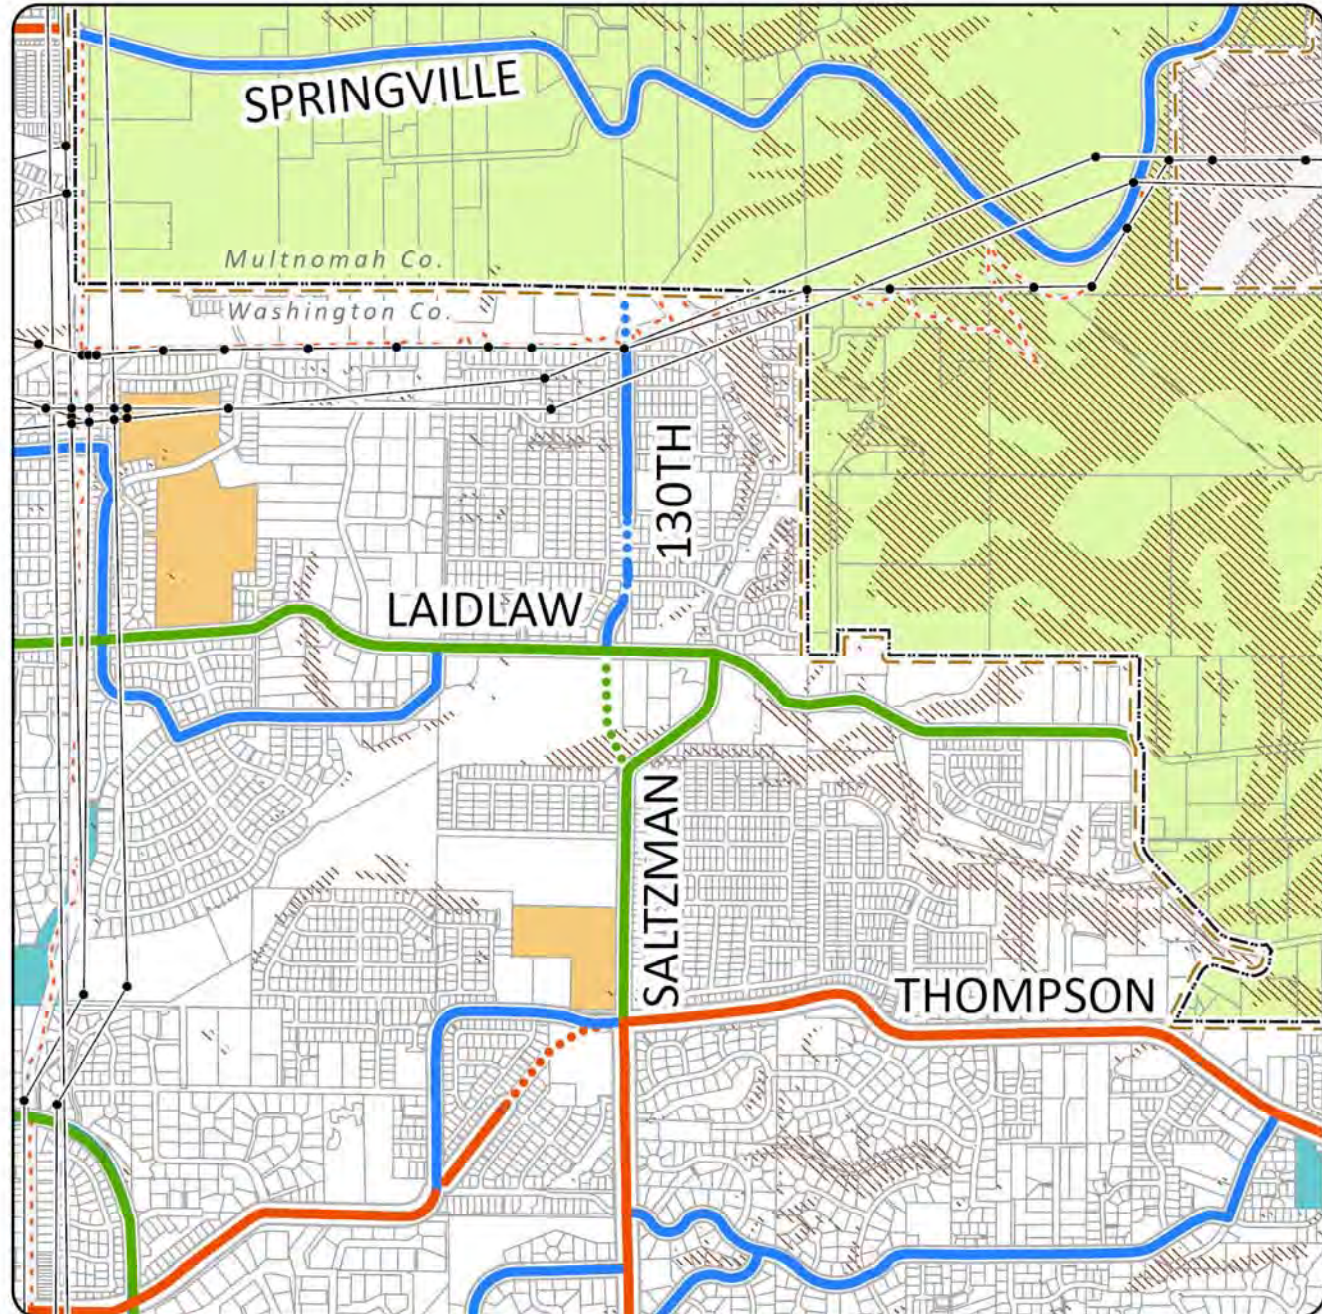 SPRINGVILLE
Multnomah Co.
Washington Co.
130TH
LAIDLAW
SALTZMAN
THOMPSON